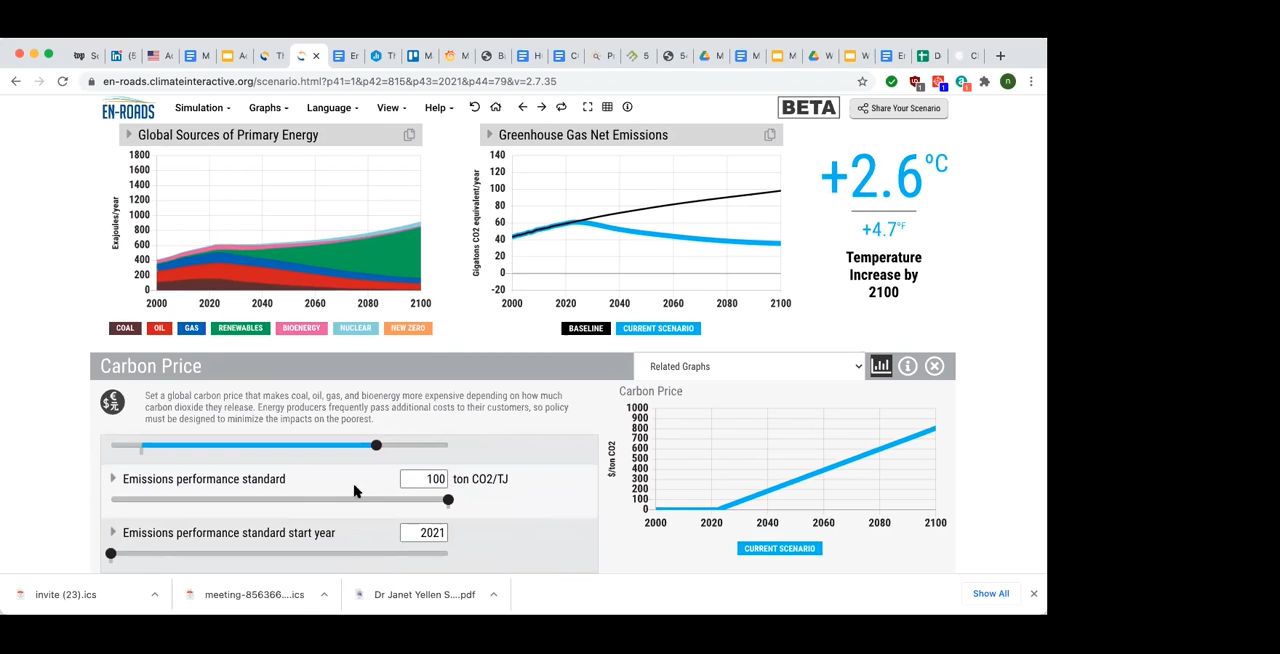 top S (5 A M A T × E TI M M B H C P 5 5 M M M W W E D C +
en-roads.climateinteractive.org/scenario.html?p41=1&p42=815&p43=2021&p44=79&v=2.7.35
EN-ROADS Simulation Graphs Language View Help BETA Share Your Scenario
Global Sources of Primary Energy
1800
1600
1400
1200
1000
800
600
400
200
0
Exajoules/year
2000 2020 2040 2060 2080 2100
COAL OIL GAS RENEWABLES BIOENERGY NUCLEAR NEW ZERO
Greenhouse Gas Net Emissions
140
120
100
80
60
40
20
0
-20
Gigatons CO2 equivalent/year
2000 2020 2040 2060 2080 2100
BASELINE CURRENT SCENARIO
+2.6°C
+4.7°F
Temperature
Increase by
2100
Carbon Price Related Graphs
Set a global carbon price that makes coal, oil, gas, and bioenergy more expensive depending on how much
carbon dioxide they release. Energy producers frequently pass additional costs to their customers, so policy
must be designed to minimize the impacts on the poorest.
Emissions performance standard 100 ton CO2/TJ
Emissions performance standard start year 2021
Carbon Price
1000
900
800
700
600
500
400
300
200
100
0
$/ton CO2
2000 2020 2040 2060 2080 2100
CURRENT SCENARIO
invite (23).ics meeting-856366....ics Dr Janet Yellen S....pdf Show All